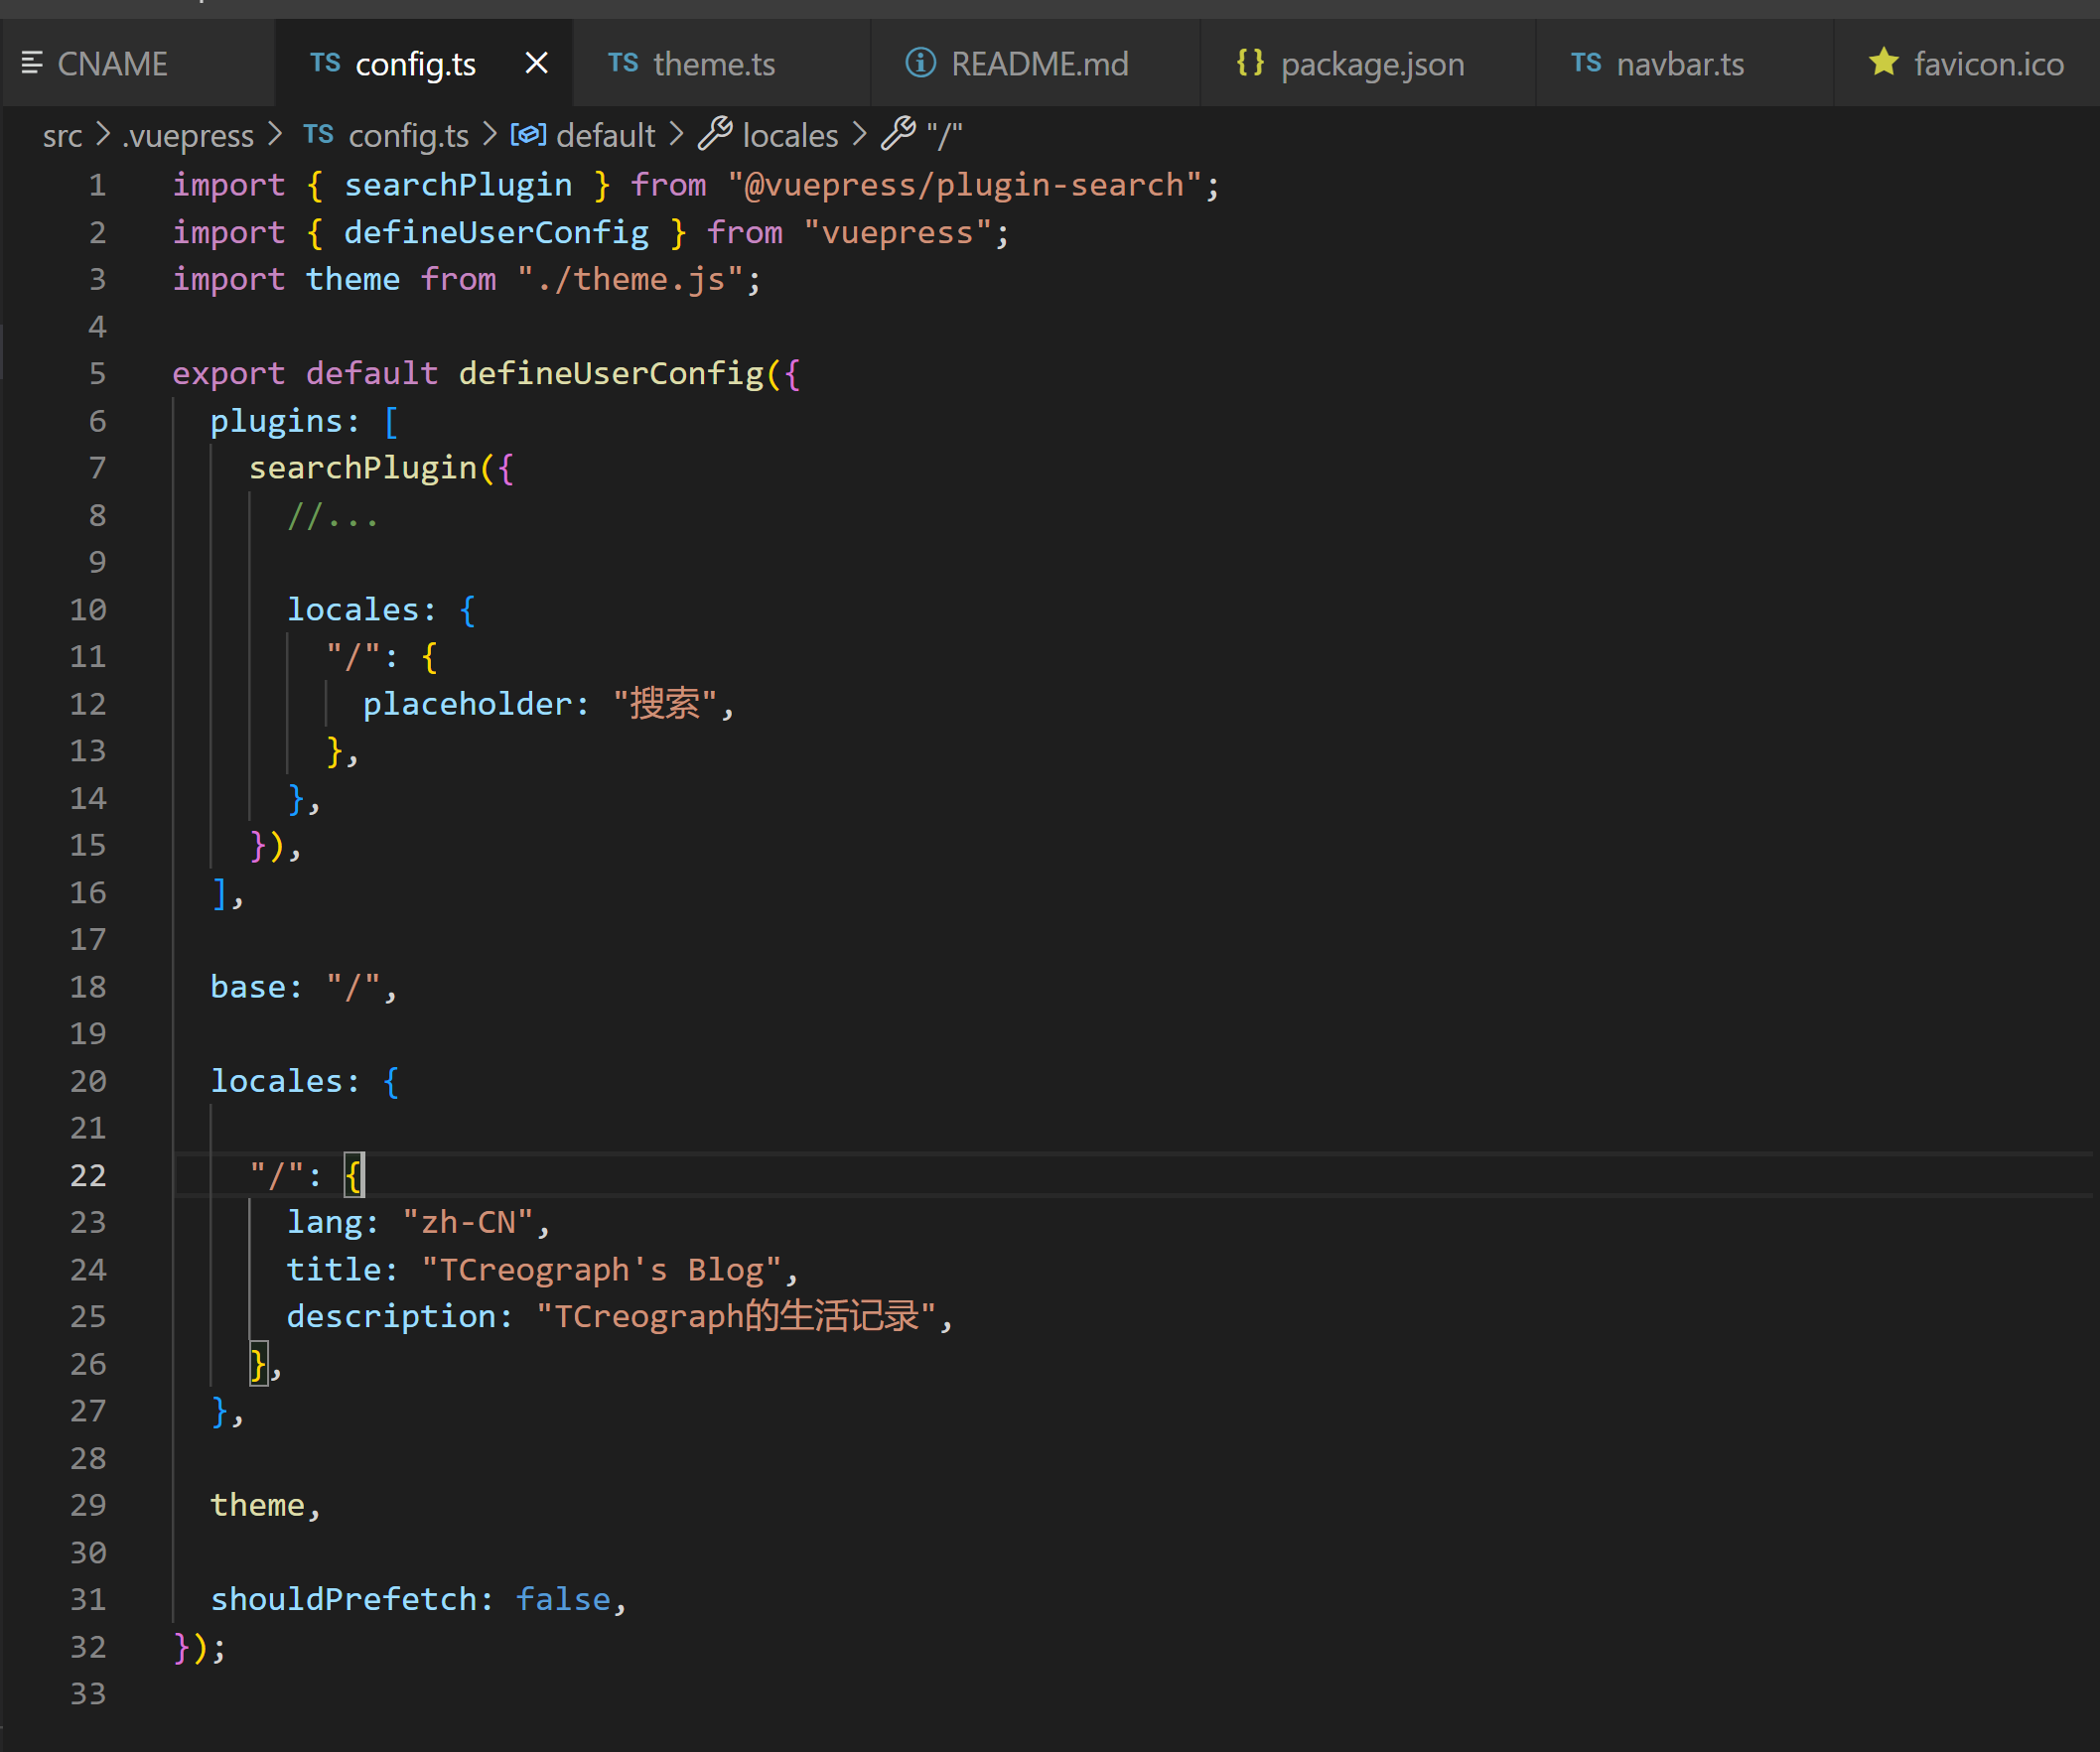 CNAME TS config.ts × TS theme.ts README.md {} package.json TS navbar.ts favicon.ico
src > .vuepress > TS config.ts > default > locales > "/"
1 import { searchPlugin } from "@vuepress/plugin-search";
2 import { defineUserConfig } from "vuepress";
3 import theme from "./theme.js";
4
5 export default defineUserConfig({
6 plugins: [
7 searchPlugin({
8 //...
9
10 locales: {
11 "/": {
12 placeholder: "搜索",
13 },
14 },
15 }),
16 ],
17
18 base: "/",
19
20 locales: {
21
22 "/": {
23 lang: "zh-CN",
24 title: "TCreograph's Blog",
25 description: "TCreograph的生活记录",
26 },
27 },
28
29 theme,
30
31 shouldPrefetch: false,
32 });
33